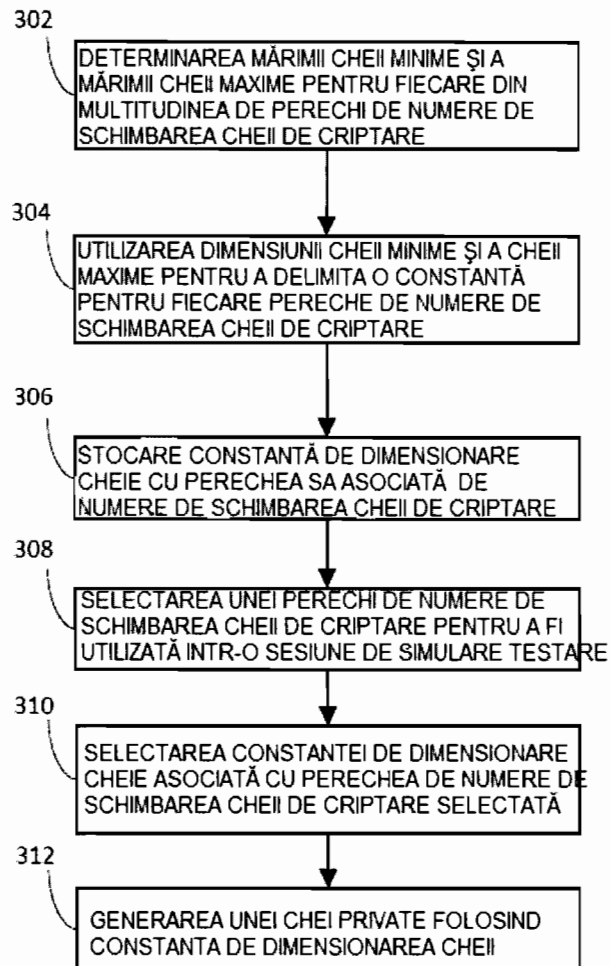 302
DETERMINAREA MĂRIMII CHEII MINIME ŞI A
MĂRIMII CHEII MAXIME PENTRU FIECARE DIN
MULTITUDINEA DE PERECHI DE NUMERE DE
SCHIMBAREA CHEII DE CRIPTARE
304
UTILIZAREA DIMENSIUNII CHEII MINIME ŞI A CHEII
MAXIME PENTRU A DELIMITA O CONSTANTĂ
PENTRU FIECARE PERECHE DE NUMERE DE
SCHIMBAREA CHEII DE CRIPTARE
306
STOCARE CONSTANTĂ DE DIMENSIONARE
CHEIE CU PERECHEA SA ASOCIATĂ DE
NUMERE DE SCHIMBAREA CHEII DE CRIPTARE
308
SELECTAREA UNEI PERECHI DE NUMERE DE
SCHIMBAREA CHEII DE CRIPTARE PENTRU A FI
UTILIZATĂ INTR-O SESIUNE DE SIMULARE TESTARE
310
SELECTAREA CONSTANTEI DE DIMENSIONARE
CHEIE ASOCIATĂ CU PERECHEA DE NUMERE DE
SCHIMBAREA CHEII DE CRIPTARE SELECTATĂ
312
GENERAREA UNEI CHEI PRIVATE FOLOSIND
CONSTANTA DE DIMENSIONAREA CHEII